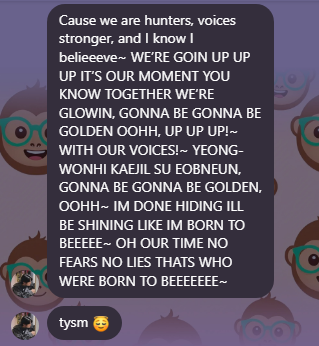 Cause we are hunters, voices
stronger, and I know I
belieeeve~ WE'RE GOIN UP UP
UP IT'S OUR MOMENT YOU
KNOW TOGETHER WE'RE
GLOWIN, GONNA BE GONNA BE
GOLDEN OOHH, UP UP UP!~
WITH OUR VOICES!~ YEONG-
WONHI KAEJIL SU EOBNEUN,
GONNA BE GONNA BE GOLDEN,
OOHH~ IM DONE HIDING ILL
BE SHINING LIKE IM BORN TO
BEEEEE~ OH OUR TIME NO
FEARS NO LIES THATS WHO
WERE BORN TO BEEEEEEE~
tysm 😌